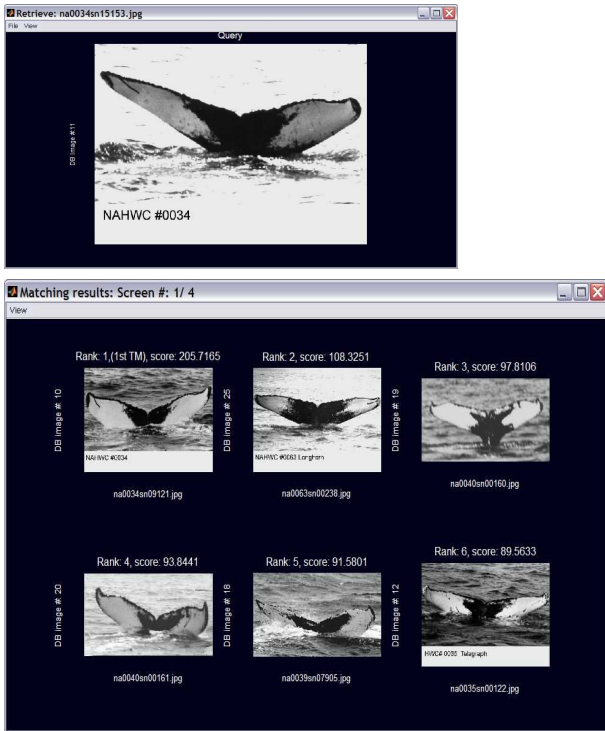 Retrieve: na0034sn15153.jpg
File View
Query
DB Image #:11
NAHWC #0034
Matching results: Screen #: 1/ 4
View
Rank: 1,(1st TM), score: 205.7165
DB Image #: 10
NAHWC #0034
na0034sn09121.jpg
Rank: 2, score: 108.3251
DB Image #: 25
NAHWC #0063 Longhorn
na0063sn00238.jpg
Rank: 3, score: 97.8106
DB Image #: 19
na0040sn00160.jpg
Rank: 4, score: 93.8441
DB Image #: 20
na0040sn00161.jpg
Rank: 5, score: 91.5801
DB Image #: 18
na0039sn07905.jpg
Rank: 6, score: 89.5633
DB Image #: 12
HWC# 0035 Telegraph
na0035sn00122.jpg